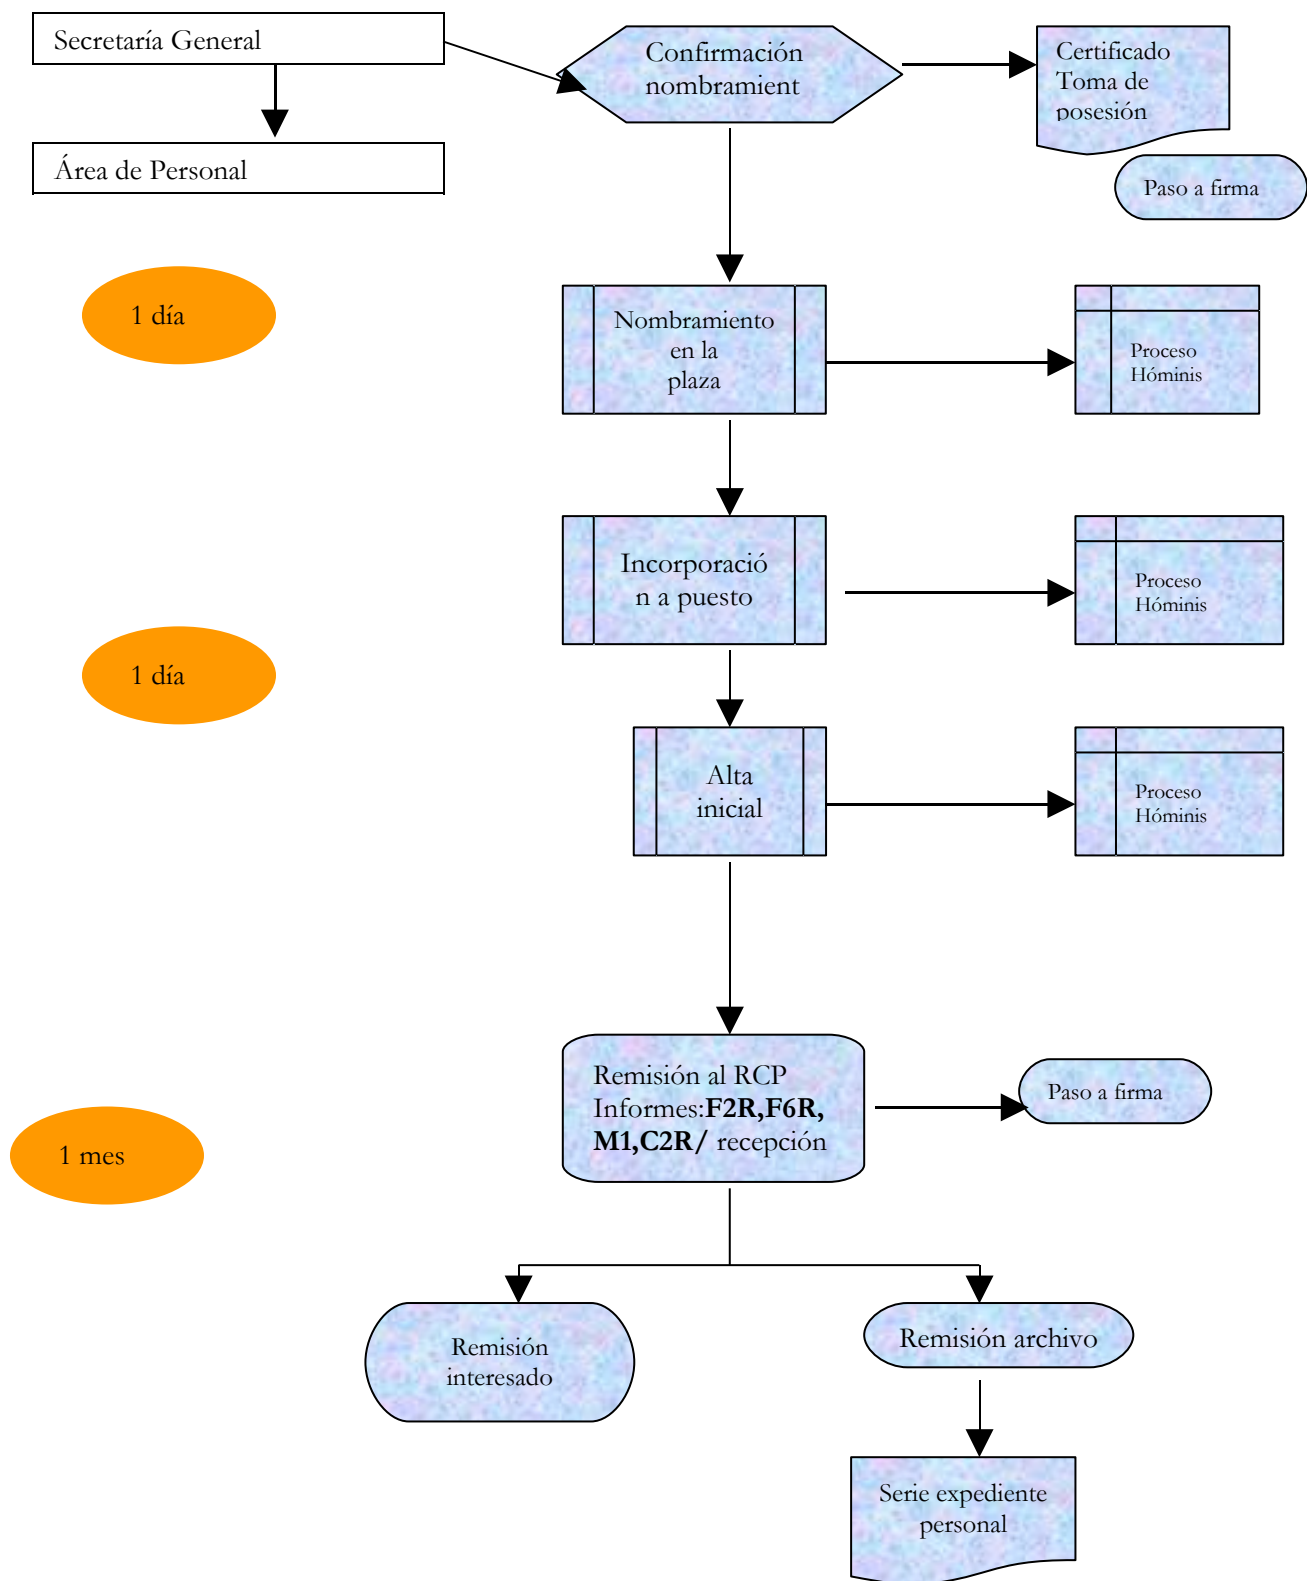 Secretaría General
Confirmación
nombramient
Certificado
Toma de
posesión
Área de Personal
Paso a firma
1 día
Nombramiento
en la
plaza
Proceso
Hóminis
Incorporació
n a puesto
Proceso
Hóminis
1 día
Alta
inicial
Proceso
Hóminis
Remisión al RCP
Informes:F2R,F6R,
M1,C2R/ recepción
Paso a firma
1 mes
Remisión
interesado
Remisión archivo
Serie expediente
personal